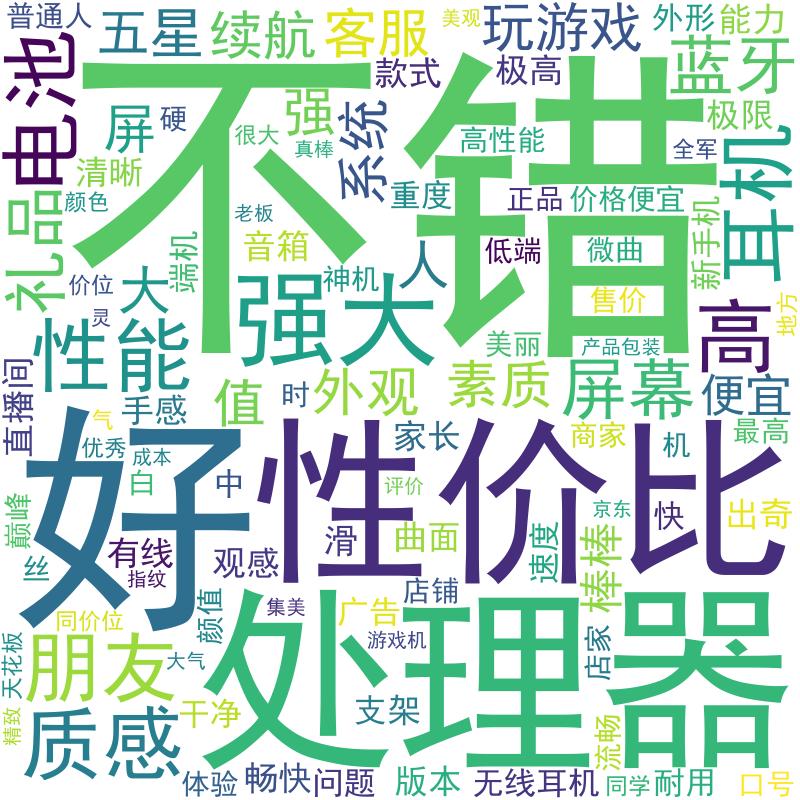 普通人
五星
续航
客服
美观
玩游戏
外形
能力
电池
不错
款式
极高
蓝牙
屏
硬
很大
强
真棒
系统
高性能
极限
全军
清晰
颜色
礼品
老板
重度
正品
价格便宜
新手机
耳机
端机
音箱
人
低端
微曲
价位
灵
大
强大
神机
售价
地方
性能
美丽
产品包装
高
直播间
手感
值
时
外观
素质
屏幕
便宜
气
优秀
成本
好
性价比
家长
商家
机
最高
白
中
评价
巅峰
丝
有线
指纹
观感
滑
曲面
速度
京东
快
出奇
棒棒
同价位
颜值
集美
处理器
广告
店铺
游戏机
店家
天花板
朋友
大气
精致
质感
干净
支架
流畅
体验
畅快
问题
版本
无线耳机
同学
耐用
口号